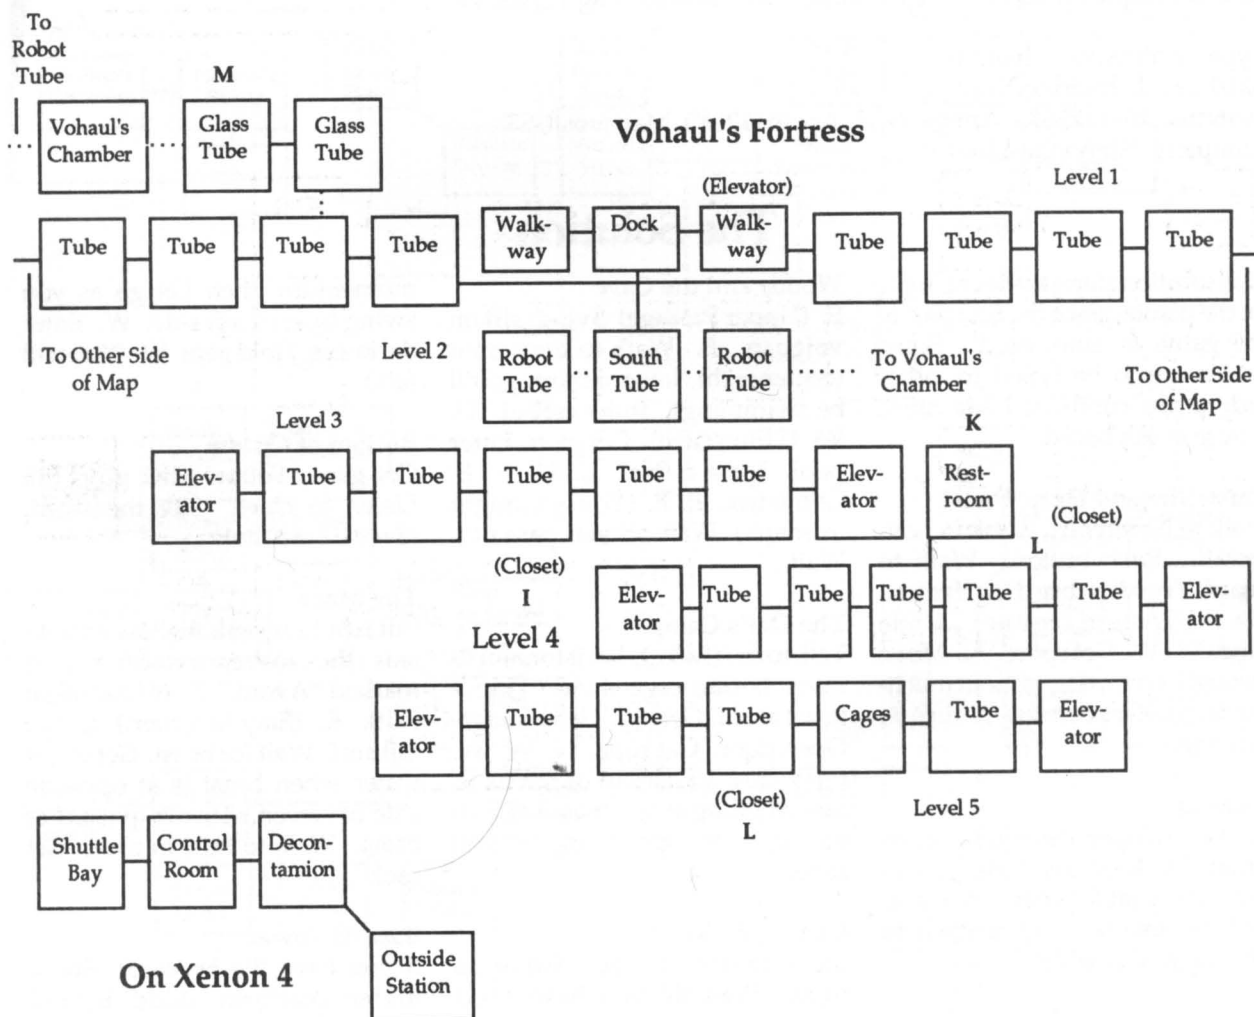 To
Robot
Tube
M
Vohaul's
Chamber
Glass
Tube
Glass
Tube
Vohaul's Fortress
Level 1
(Elevator)
Tube
Tube
Tube
Tube
Walk-
way
Dock
Walk-
way
Tube
Tube
Tube
Tube
To Other Side
of Map
Level 2
Robot
Tube
South
Tube
Robot
Tube
To Vohaul's
Chamber
To Other Side
of Map
Level 3
K
Elev-
ator
Tube
Tube
Tube
Tube
Tube
Elev-
ator
Rest-
room
(Closet)
I
(Closet)
L
Level 4
Elev-
ator
Tube
Tube
Tube
Tube
Tube
Elev-
ator
Elev-
ator
Tube
Tube
Tube
Cages
Tube
Elev-
ator
(Closet)
L
Level 5
Shuttle
Bay
Control
Room
Decon-
tamion
Outside
Station
On Xenon 4